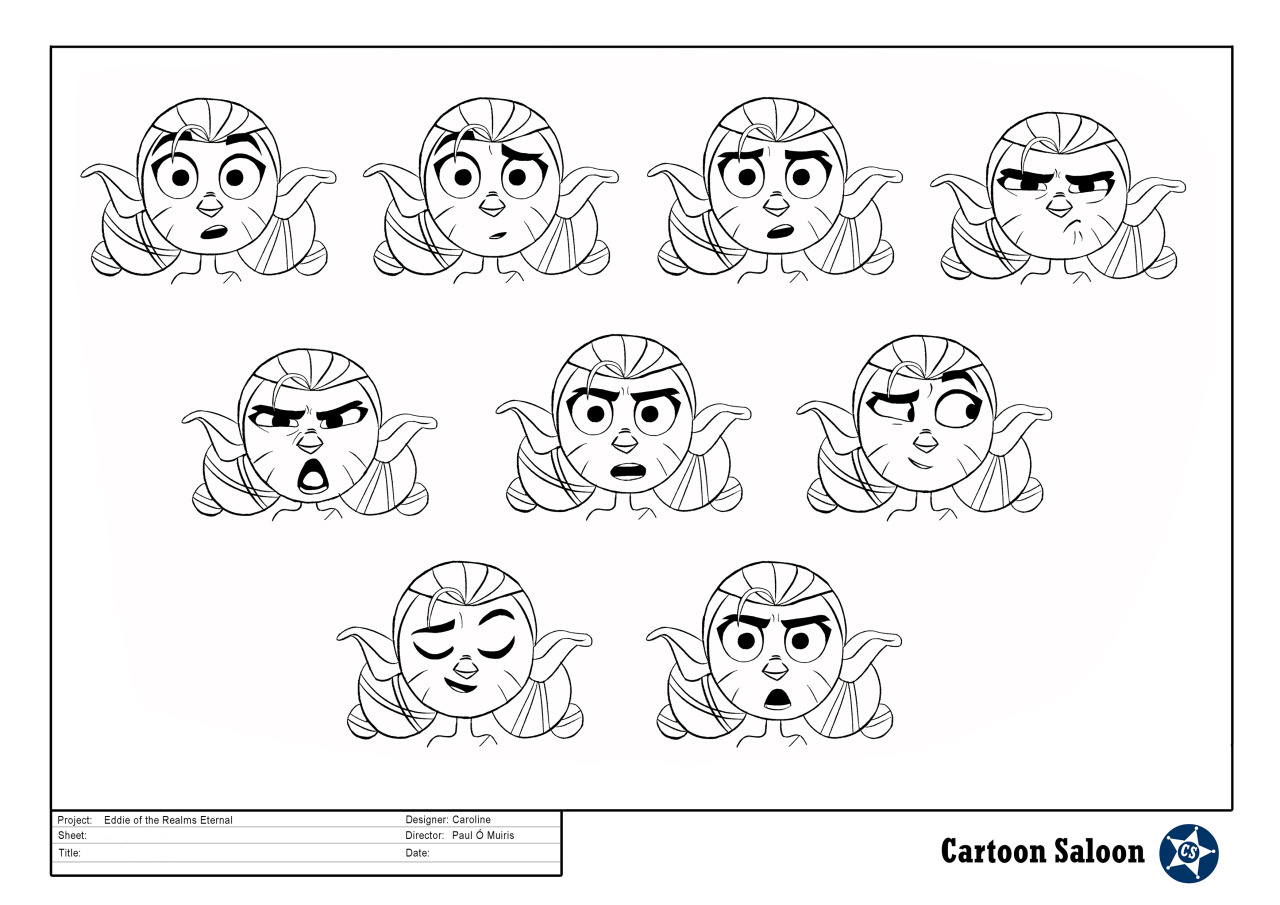 Project: Eddie of the Realms Eternal Designer: Caroline
Sheet: Director: Paul Ó Muiris
Title: Date:
Cartoon Saloon
CS